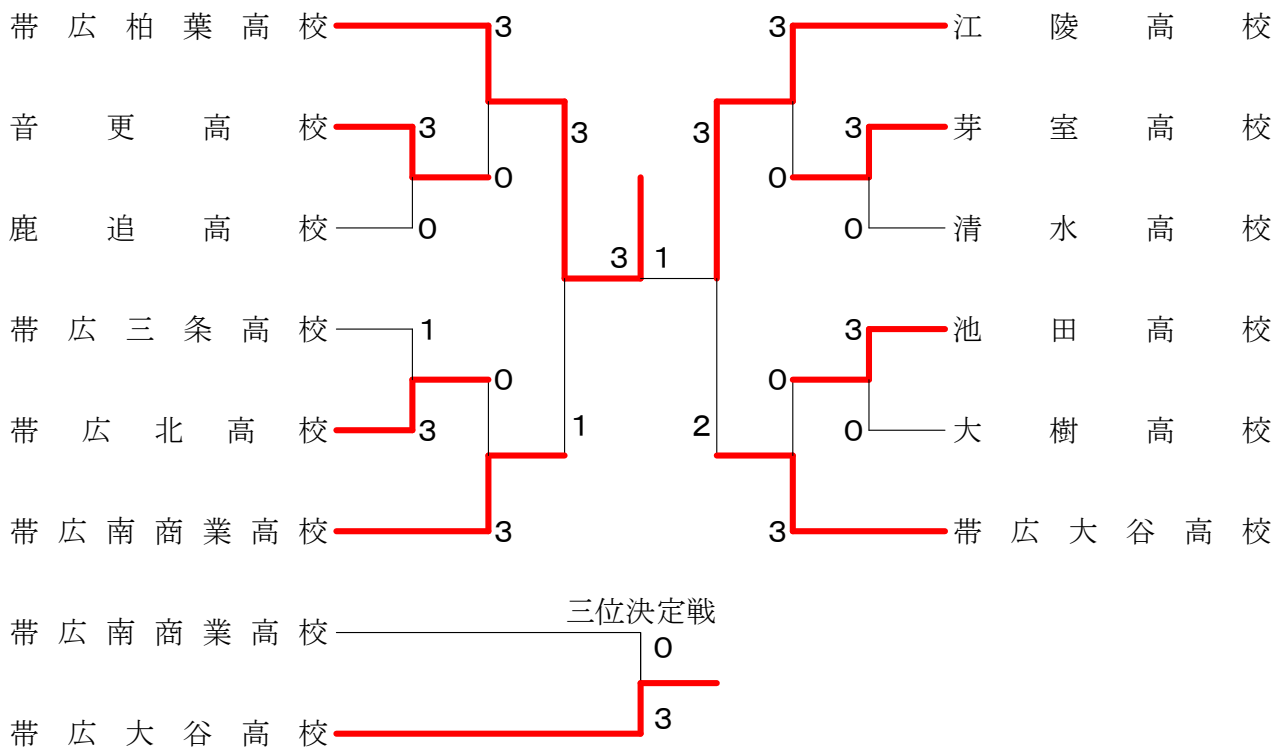 帯広柏葉高校 3 3 江陵高校
音更高校 3 3 3 3 芽室高校
0 0
鹿追高校 0 0 清水高校
3 1
帯広三条高校 1 3 池田高校
0 0
帯広北高校 3 1 2 0 大樹高校
帯広南商業高校 3 3 帯広大谷高校
三位決定戦
帯広南商業高校 0
帯広大谷高校 3